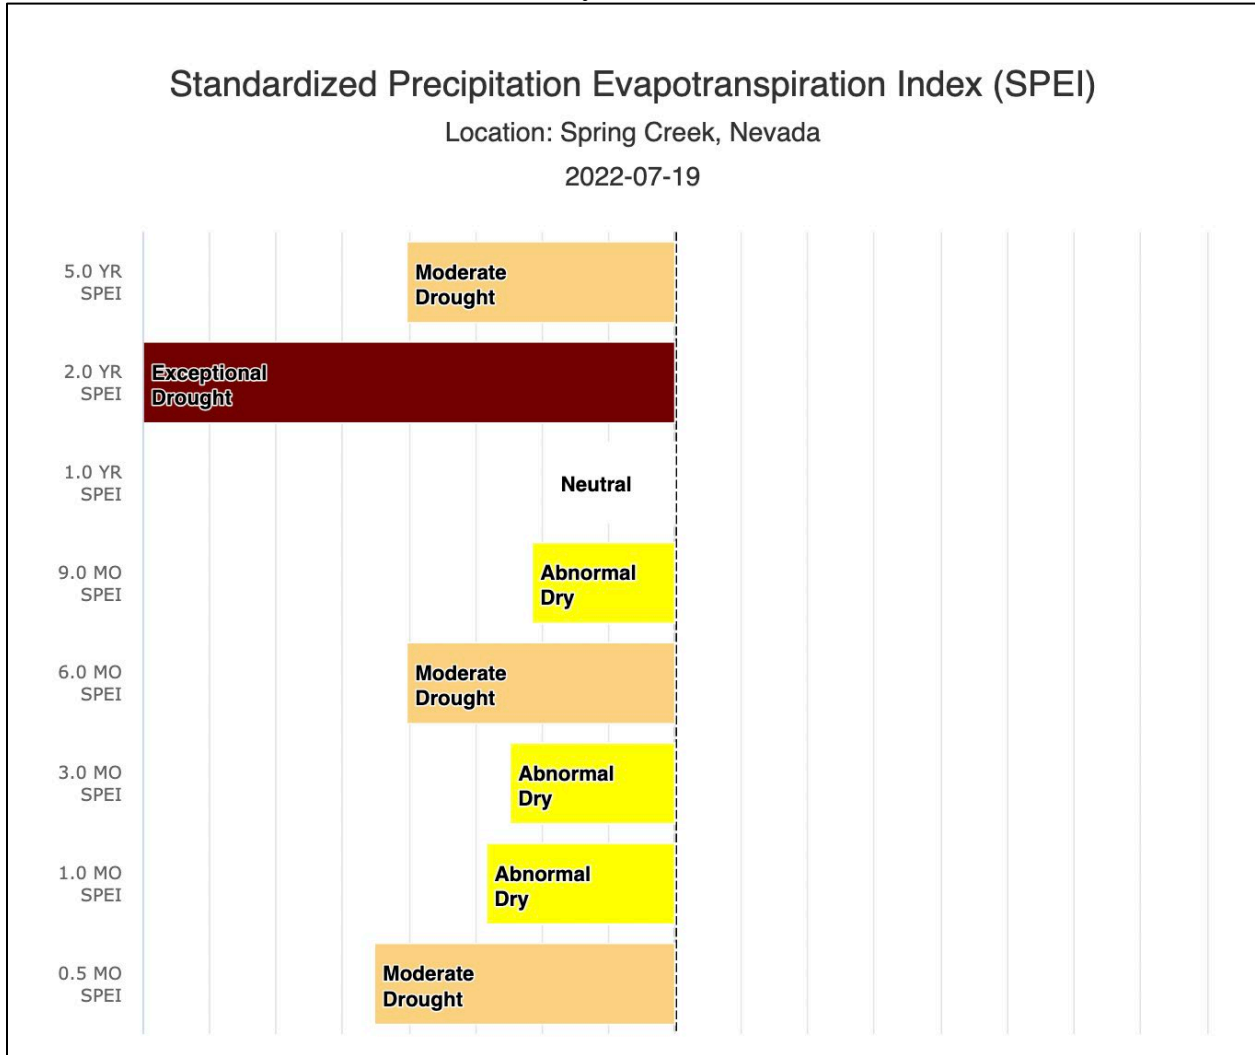 Standardized Precipitation Evapotranspiration Index (SPEI)
Location: Spring Creek, Nevada
2022-07-19
5.0 YR
SPEI
Moderate
Drought
2.0 YR
SPEI
Exceptional
Drought
1.0 YR
SPEI
Neutral
9.0 MO
SPEI
Abnormal
Dry
6.0 MO
SPEI
Moderate
Drought
3.0 MO
SPEI
Abnormal
Dry
1.0 MO
SPEI
Abnormal
Dry
0.5 MO
SPEI
Moderate
Drought